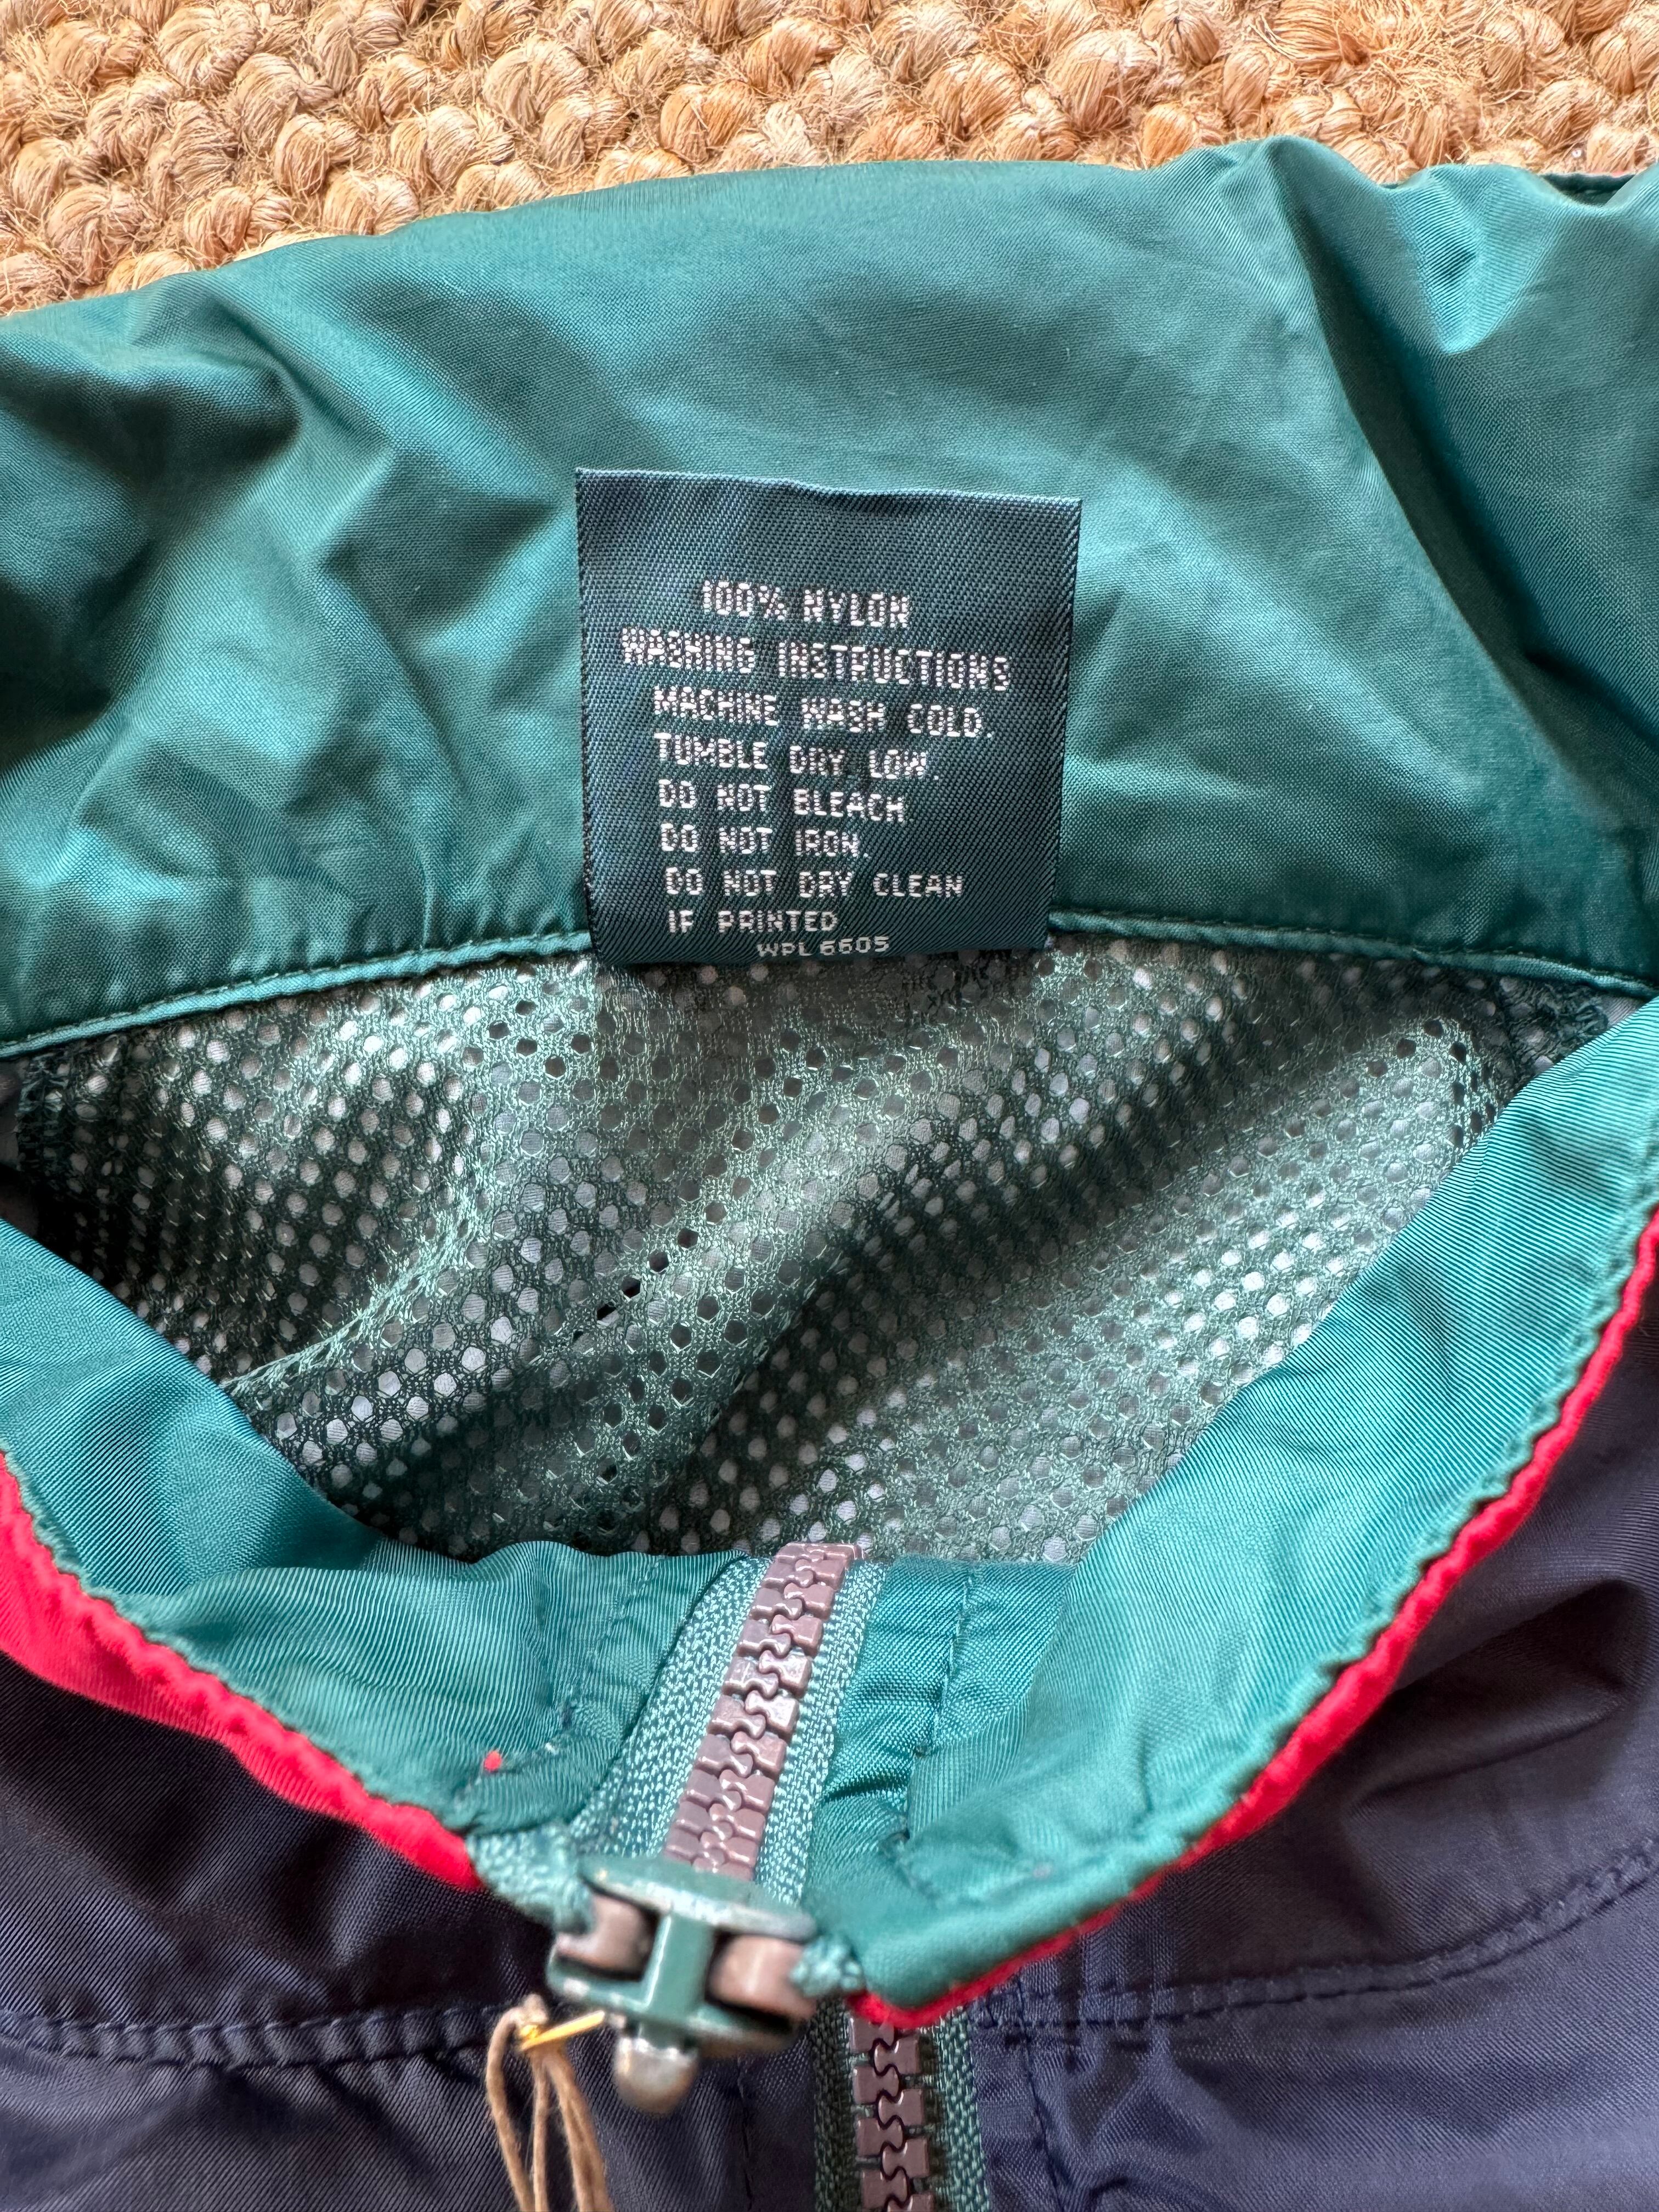 100% NYLON
WASHING INSTRUCTIONS
MACHINE WASH COLD.
TUMBLE DRY LOW.
DO NOT BLEACH
DO NOT IRON.
DO NOT DRY CLEAN
IF PRINTED
WPL 6605